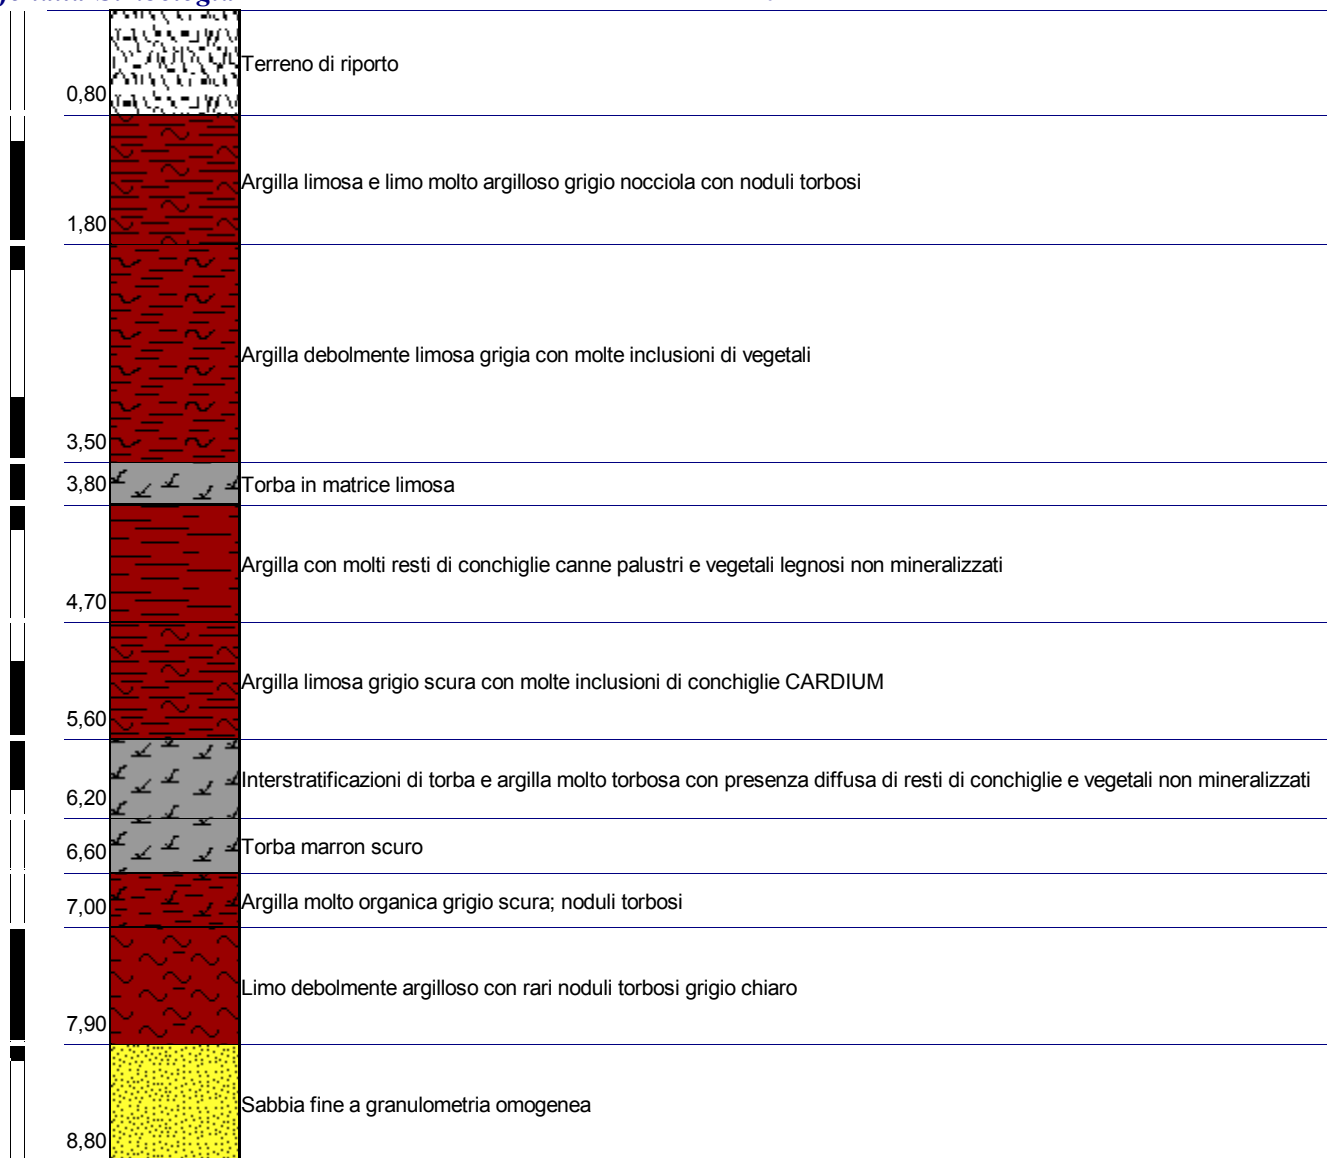 Terreno di riporto
0,80
Argilla limosa e limo molto argilloso grigio nocciola con noduli torbosi
1,80
Argilla debolmente limosa grigia con molte inclusioni di vegetali
3,50
3,80 Torba in matrice limosa
Argilla con molti resti di conchiglie canne palustri e vegetali legnosi non mineralizzati
4,70
Argilla limosa grigio scura con molte inclusioni di conchiglie CARDIUM
5,60
Interstratificazioni di torba e argilla molto torbosa con presenza diffusa di resti di conchiglie e vegetali non mineralizzati
6,20
6,60 Torba marron scuro
7,00 Argilla molto organica grigio scura; noduli torbosi
Limo debolmente argilloso con rari noduli torbosi grigio chiaro
7,90
Sabbia fine a granulometria omogenea
8,80